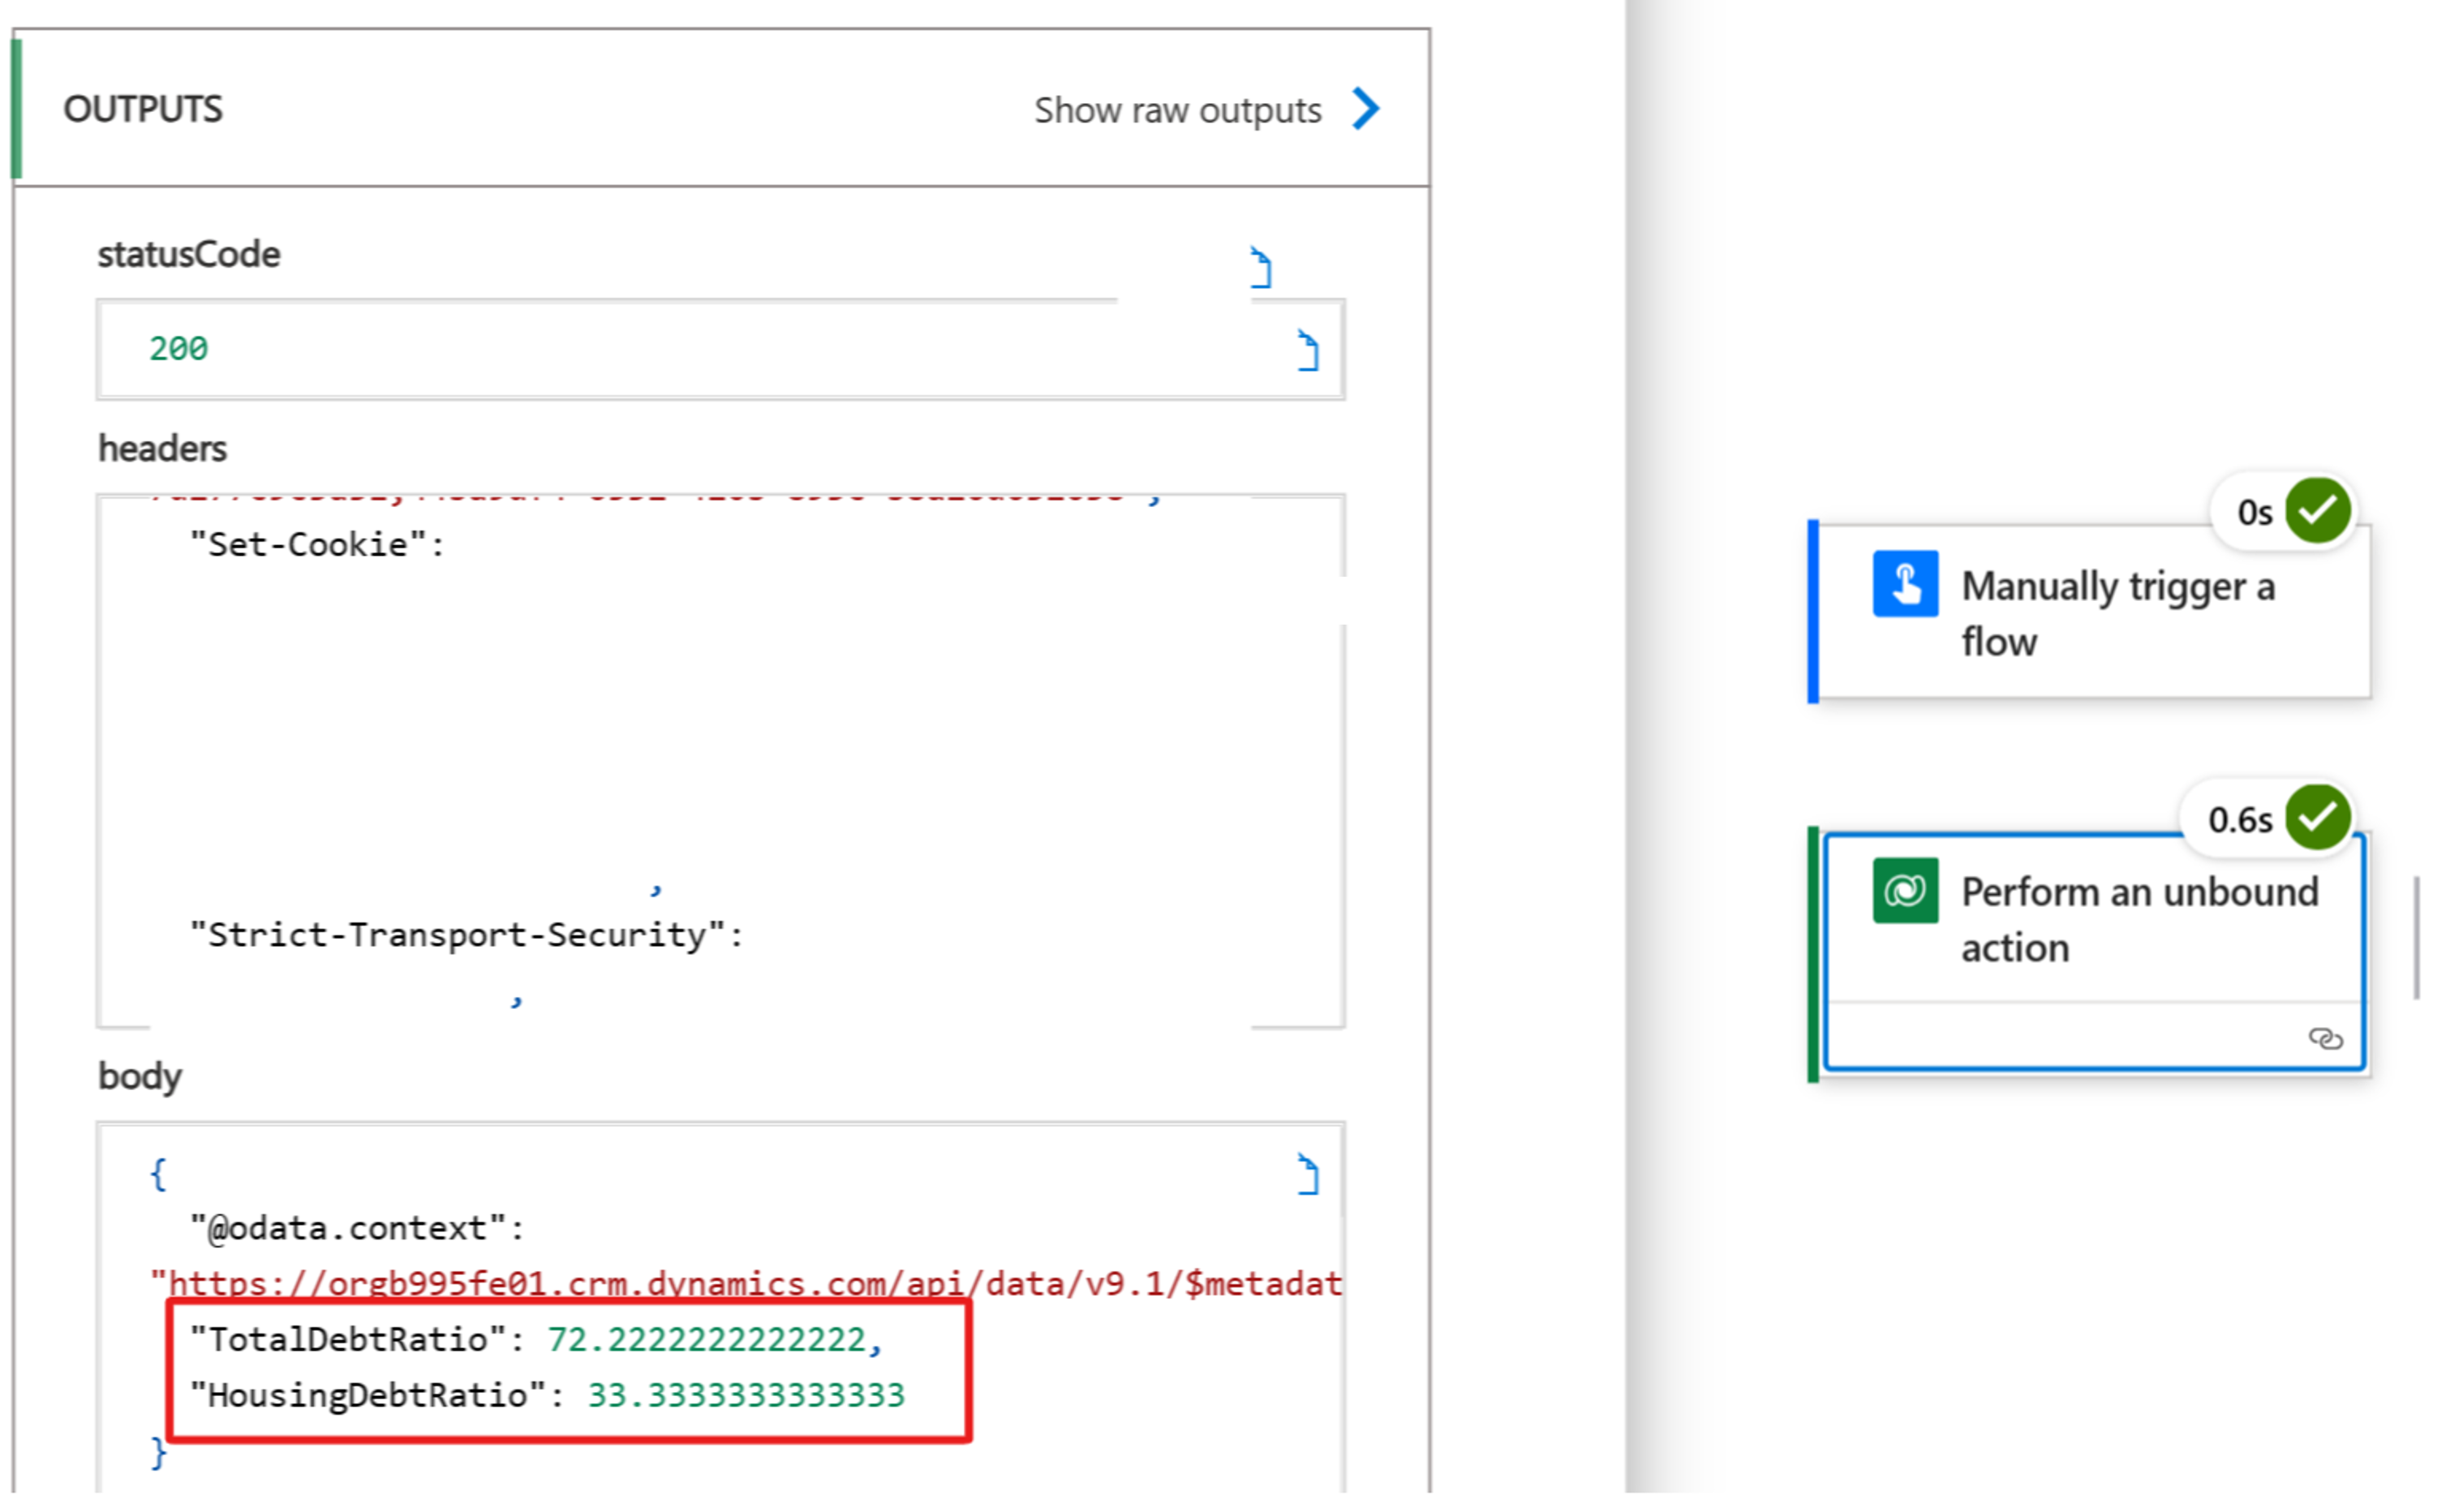 OUTPUTS
Show raw outputs
statusCode
200
headers
"Set-Cookie":
,
"Strict-Transport-Security":
,
body
{
"@odata.context":
"https://orgb995fe01.crm.dynamics.com/api/data/v9.1/$metadat
"TotalDebtRatio": 72.2222222222222,
"HousingDebtRatio": 33.3333333333333
}
0s
Manually trigger a
flow
0.6s
Perform an unbound
action